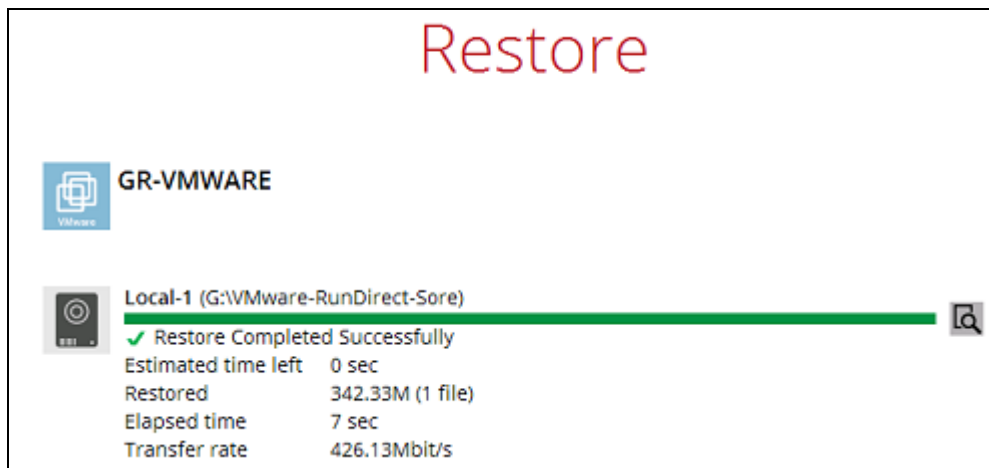 Restore
GR-VMWARE
VMware
Local-1 (G:\VMware-RunDirect-Sore)
✓ Restore Completed Successfully
Estimated time left 0 sec
Restored 342.33M (1 file)
Elapsed time 7 sec
Transfer rate 426.13Mbit/s